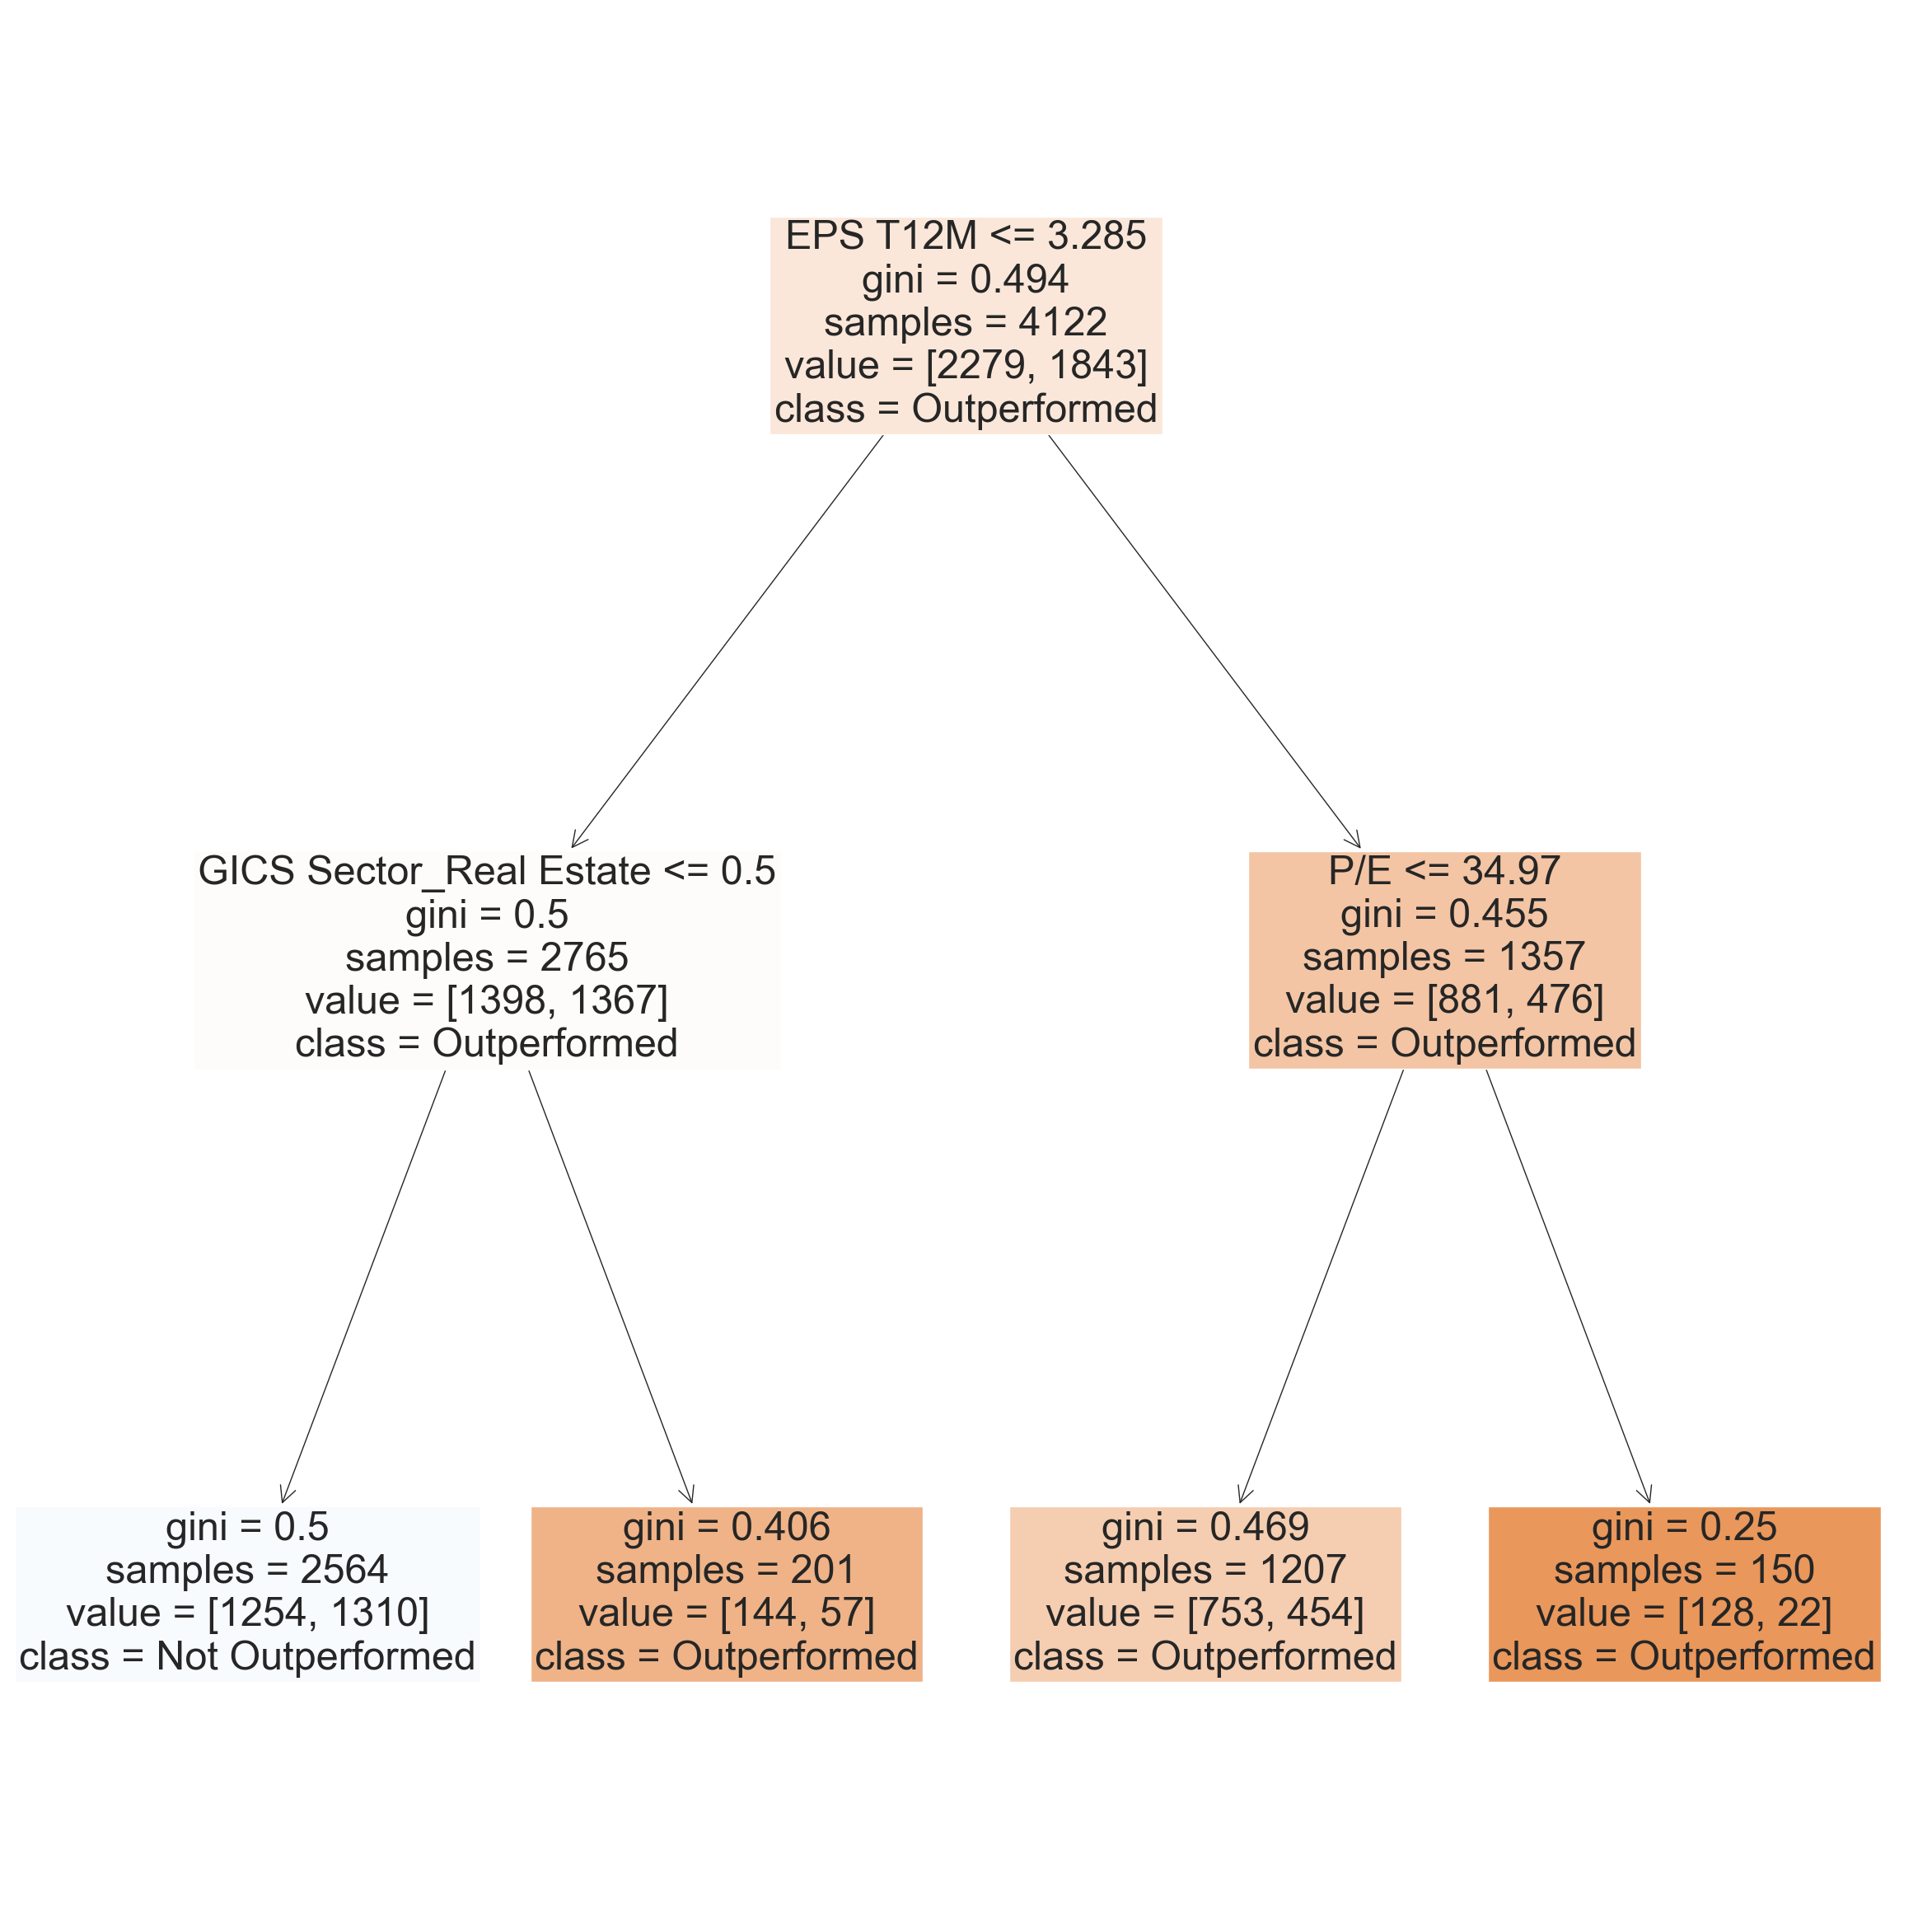 EPS T12M <= 3.285
gini = 0.494
samples = 4122
value = [2279, 1843]
class = Outperformed
GICS Sector_Real Estate <= 0.5
gini = 0.5
samples = 2765
value = [1398, 1367]
class = Outperformed
P/E <= 34.97
gini = 0.455
samples = 1357
value = [881, 476]
class = Outperformed
gini = 0.5
samples = 2564
value = [1254, 1310]
class = Not Outperformed
gini = 0.406
samples = 201
value = [144, 57]
class = Outperformed
gini = 0.469
samples = 1207
value = [753, 454]
class = Outperformed
gini = 0.25
samples = 150
value = [128, 22]
class = Outperformed